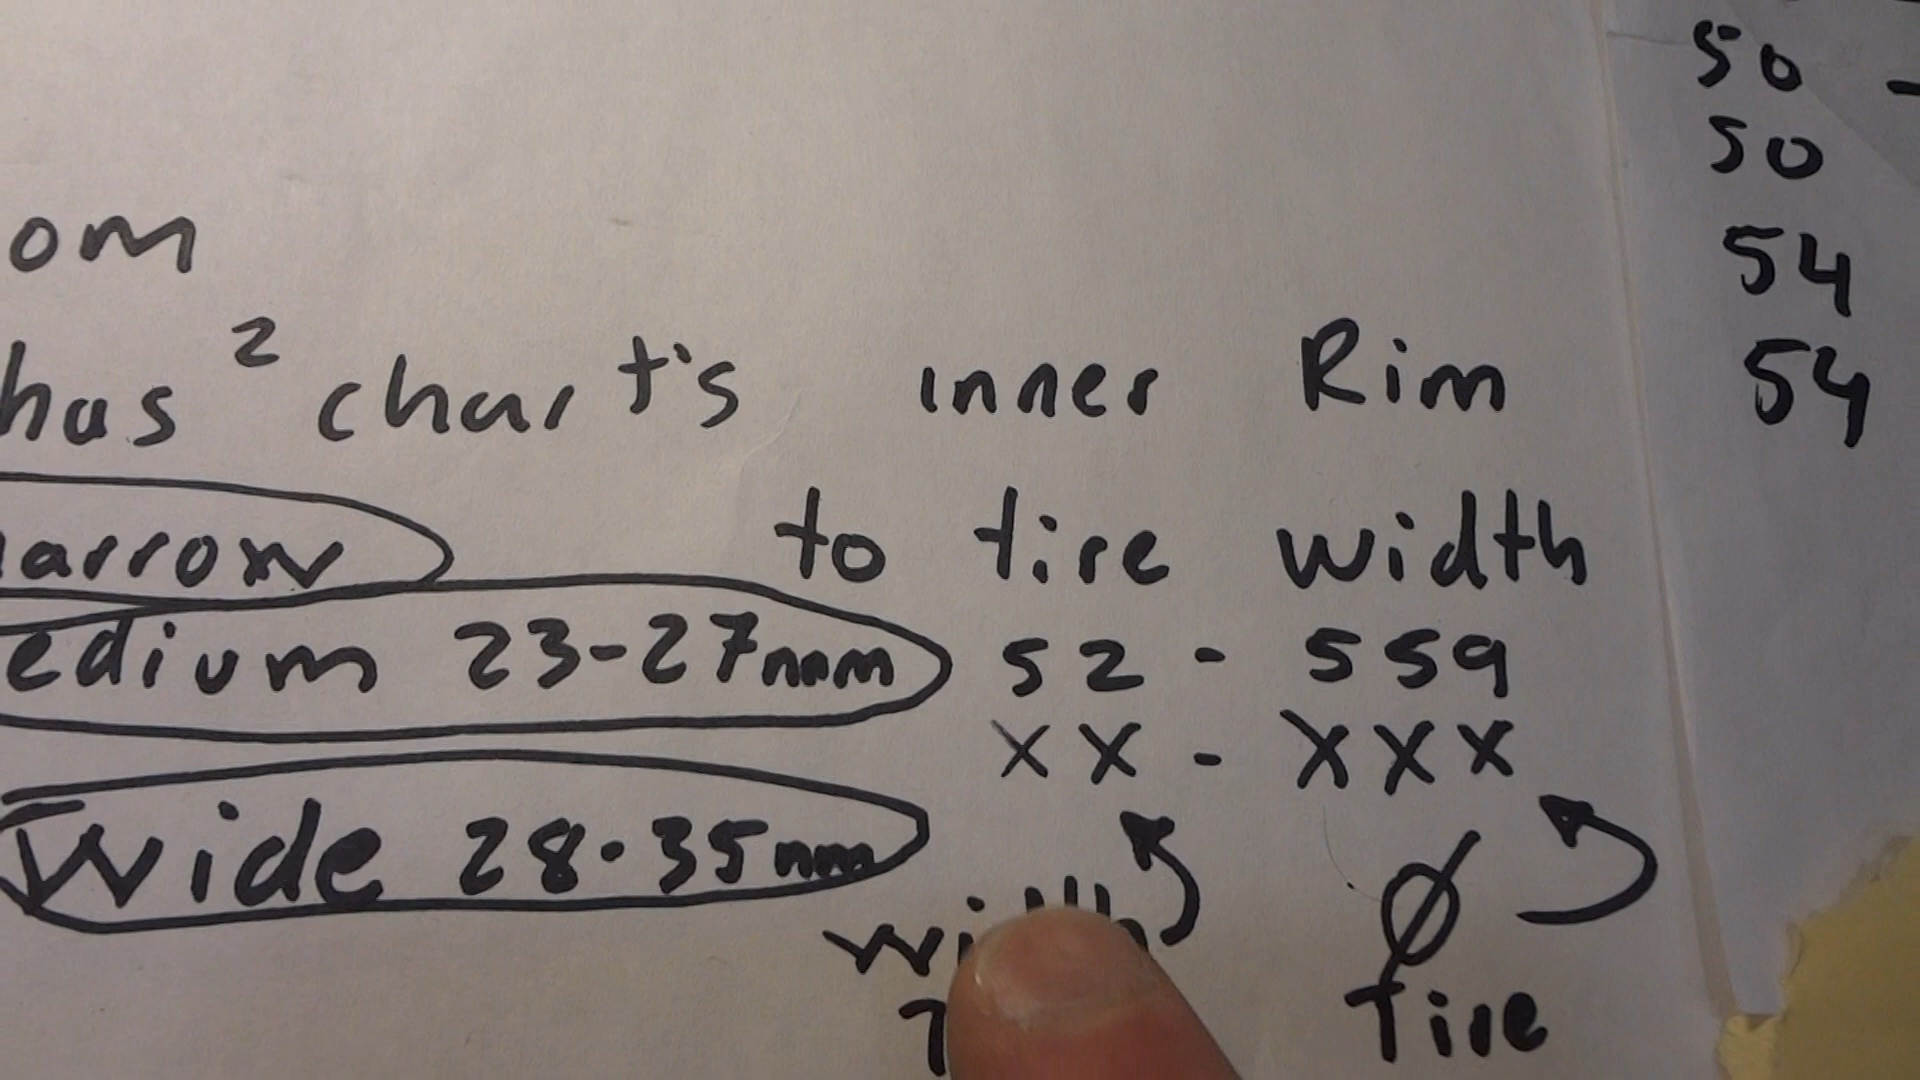 om
has 2 chart's inner Rim
to tire width
arrow
edium 23-27mm
52 - 559
xx - xxx
Wide 28-35mm
width
Ø
Tire
50 -
50
54
54